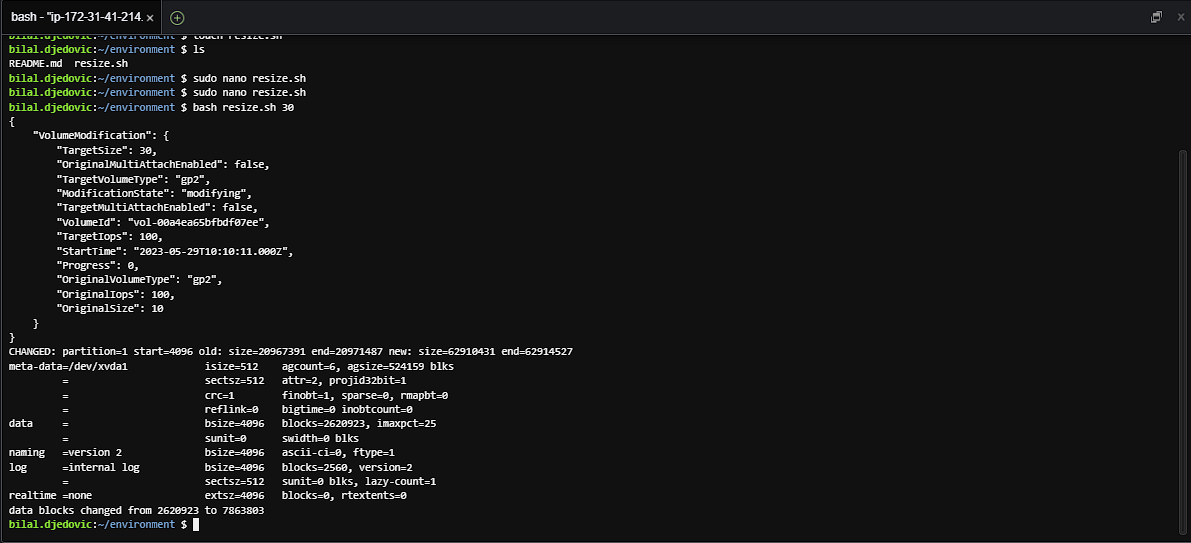 bash - "ip-172-31-41-214. ×
bilal.djedovic:~/environment $ touch resize.sh
bilal.djedovic:~/environment $ ls
README.md  resize.sh
bilal.djedovic:~/environment $ sudo nano resize.sh
bilal.djedovic:~/environment $ sudo nano resize.sh
bilal.djedovic:~/environment $ bash resize.sh 30
{
    "VolumeModification": {
        "TargetSize": 30,
        "OriginalMultiAttachEnabled": false,
        "TargetVolumeType": "gp2",
        "ModificationState": "modifying",
        "TargetMultiAttachEnabled": false,
        "VolumeId": "vol-00a4ea65bfbdf07ee",
        "TargetIops": 100,
        "StartTime": "2023-05-29T10:10:11.000Z",
        "Progress": 0,
        "OriginalVolumeType": "gp2",
        "OriginalIops": 100,
        "OriginalSize": 10
    }
}
CHANGED: partition=1 start=4096 old: size=20967391 end=20971487 new: size=62910431 end=62914527
meta-data=/dev/xvda1             isize=512    agcount=6, agsize=524159 blks
         =                       sectsz=512   attr=2, projid32bit=1
         =                       crc=1        finobt=1, sparse=0, rmapbt=0
         =                       reflink=0    bigtime=0 inobtcount=0
data     =                       bsize=4096   blocks=2620923, imaxpct=25
         =                       sunit=0      swidth=0 blks
naming   =version 2              bsize=4096   ascii-ci=0, ftype=1
log      =internal log           bsize=4096   blocks=2560, version=2
         =                       sectsz=512   sunit=0 blks, lazy-count=1
realtime =none                   extsz=4096   blocks=0, rtextents=0
data blocks changed from 2620923 to 7863803
bilal.djedovic:~/environment $